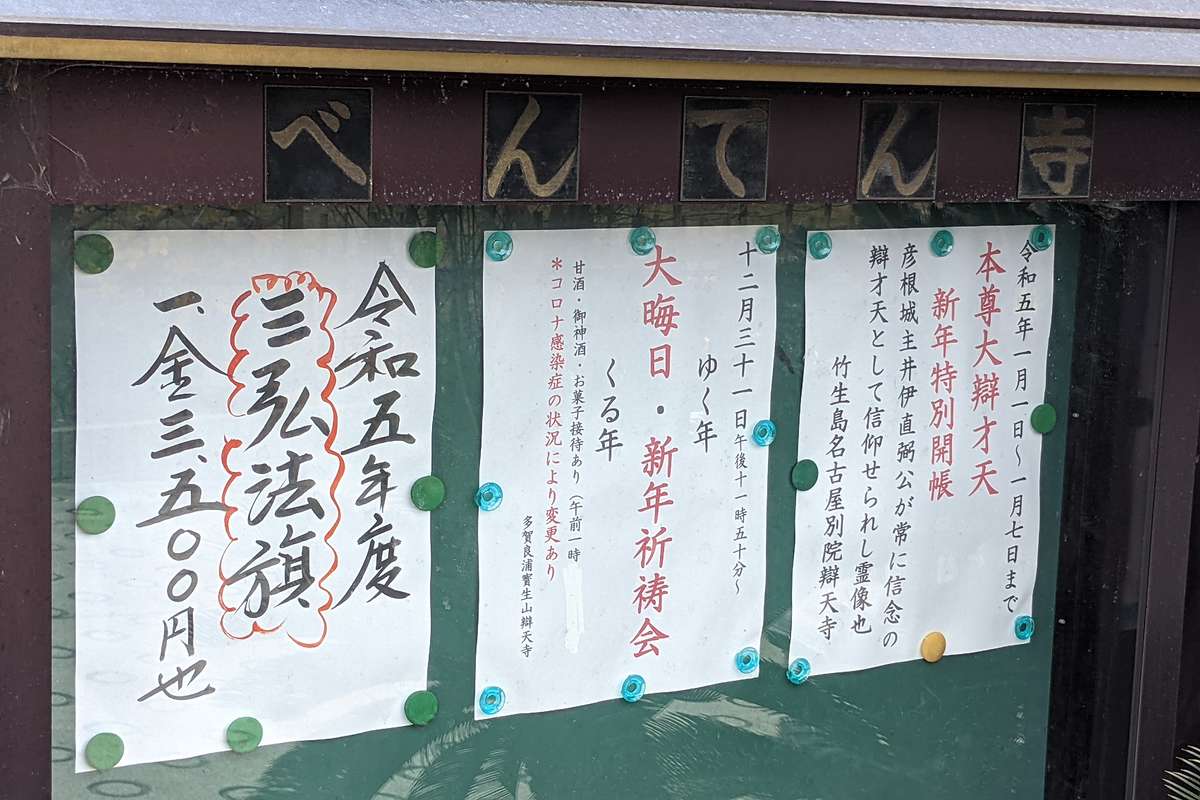 べんてん寺
令和五年一月一日～一月七日まで
本尊大辯才天
新年特別開帳
彦根城主井伊直弼公が常に信念の
辯才天として信仰せられし霊像也
竹生島名古屋別院辯天寺
十二月三十一日午後十一時五十分～
ゆく年
大晦日・新年祈祷会
くる年
甘酒・御神酒・お菓子接待あり（午前一時
＊コロナ感染症の状況により変更あり
多賀良浦寳生山辯天寺
令和五年度
三弘法旗
一、金三、五〇〇円也